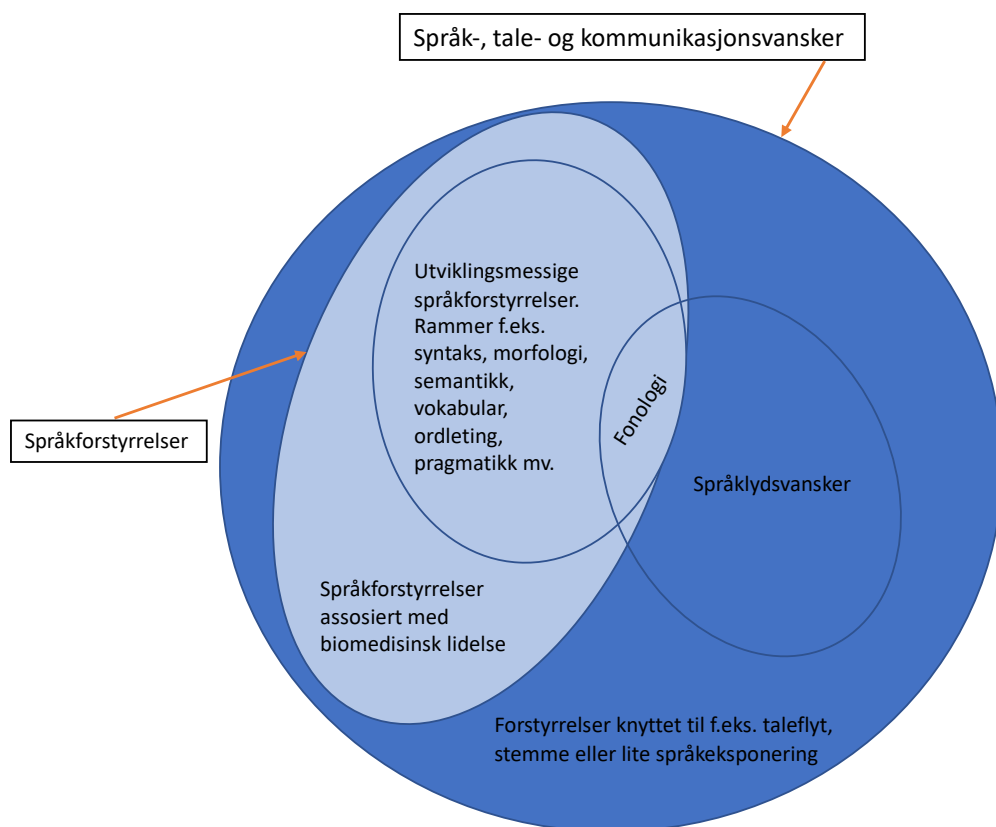 Språk-, tale- og kommunikasjonsvansker
Utviklingsmessige
språkforstyrrelser.
Rammer f.eks.
syntaks, morfologi,
semantikk,
vokabular,
ordleting,
pragmatikk mv.
Fonologi
Språkforstyrrelser
Språklydsvansker
Språkforstyrrelser
assosiert med
biomedisinsk lidelse
Forstyrrelser knyttet til f.eks. taleflyt,
stemme eller lite språkeksponering